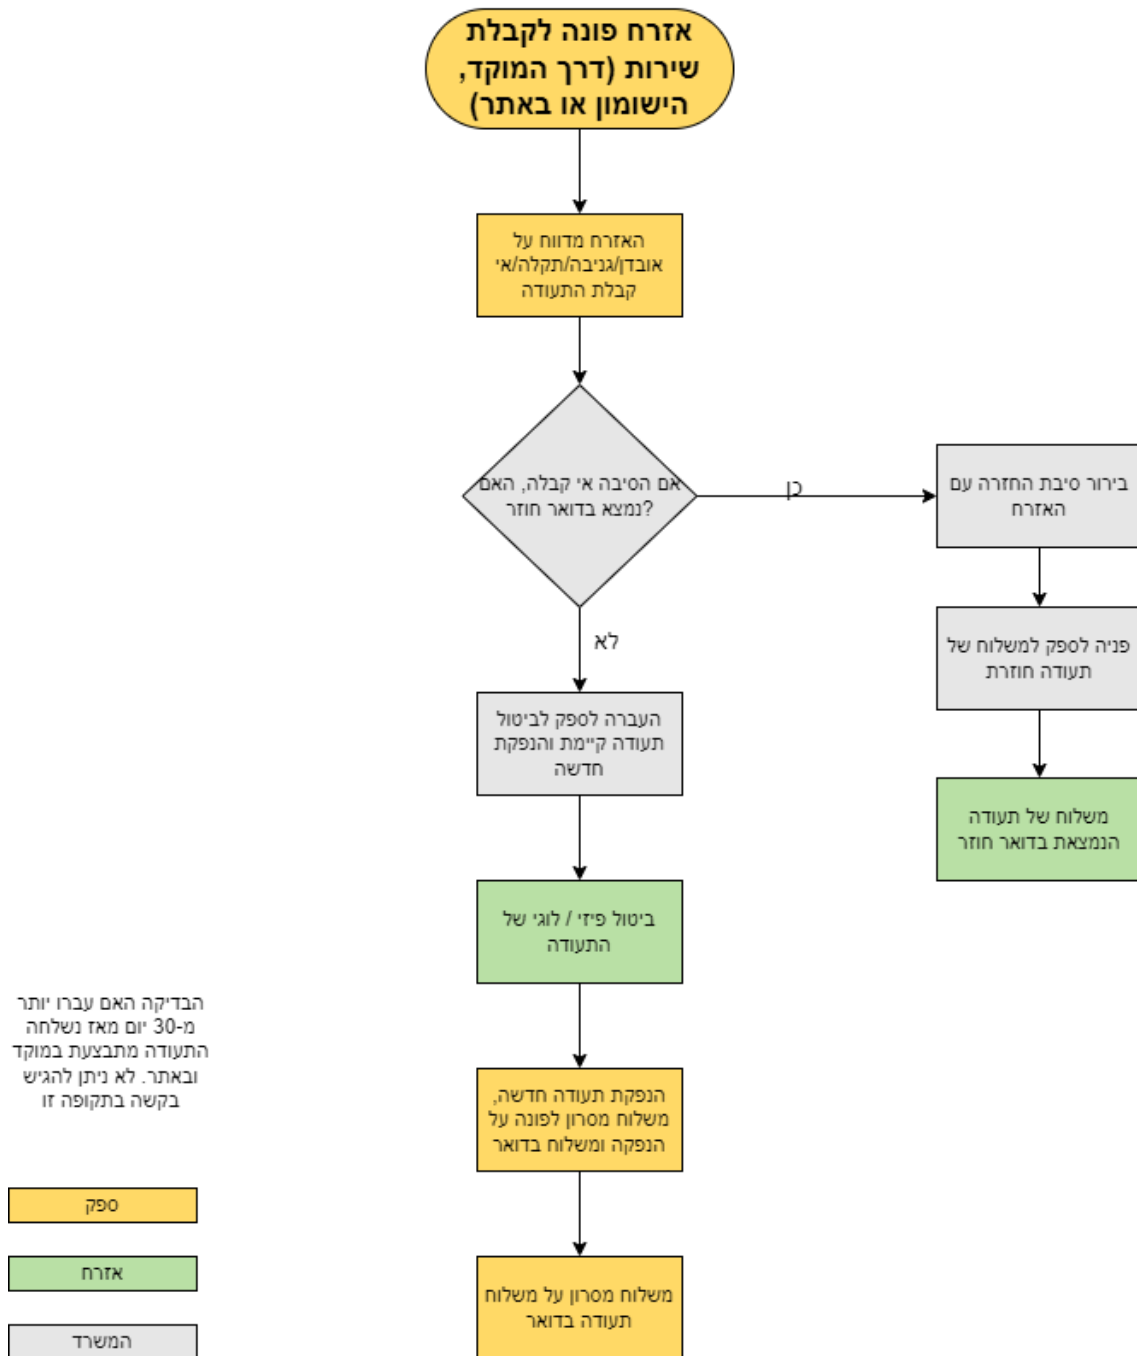 אזרח פונה לקבלת
שירות (דרך המוקד,
הישומון או באתר)
האזרח מדווח על
אובדן/גניבה/תקלה/אי
קבלת התעודה
אם הסיבה אי קבלה, האם
נמצא בדואר חוזר?
כן
בירור סיבת החזרה עם
האזרח
פניה לספק למשלוח של
תעודה חוזרת
משלוח של תעודה
הנמצאת בדואר חוזר
לא
העברה לספק לביטול
תעודה קיימת והנפקת
חדשה
ביטול פיזי / לוגי של
התעודה
הנפקת תעודה חדשה,
משלוח מסרון לפונה על
הנפקה ומשלוח בדואר
משלוח מסרון על משלוח
תעודה בדואר
הבדיקה האם עברו יותר
מ-30 יום מאז נשלחה
התעודה מתבצעת במוקד
ובאתר. לא ניתן להגיש
בקשה בתקופה זו
ספק
אזרח
המשרד